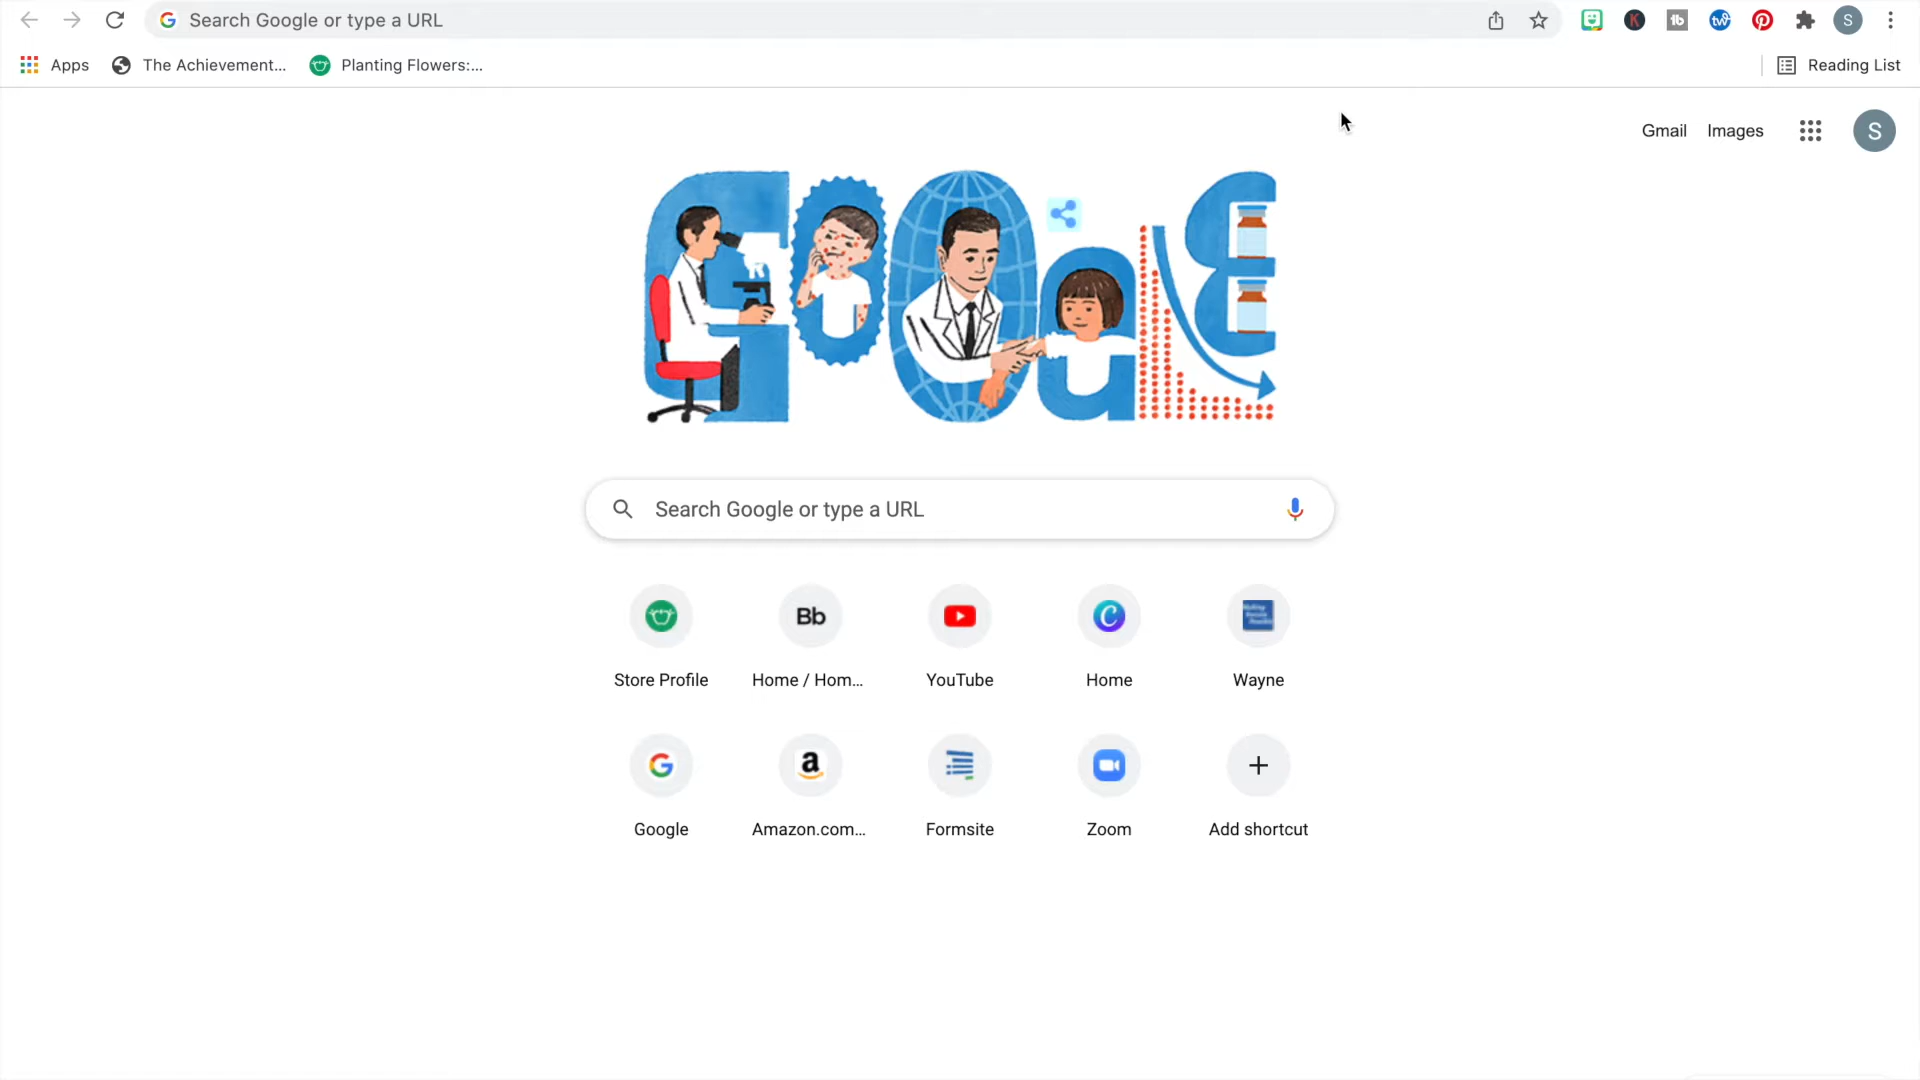 Search Google or type a URL
S
Apps
The Achievement...
Planting Flowers:...
Reading List
Gmail
Images
S
Search Google or type a URL
Store Profile
Bb
Home / Hom...
YouTube
Home
Wayne
Google
Amazon.com...
Formsite
Zoom
Add shortcut